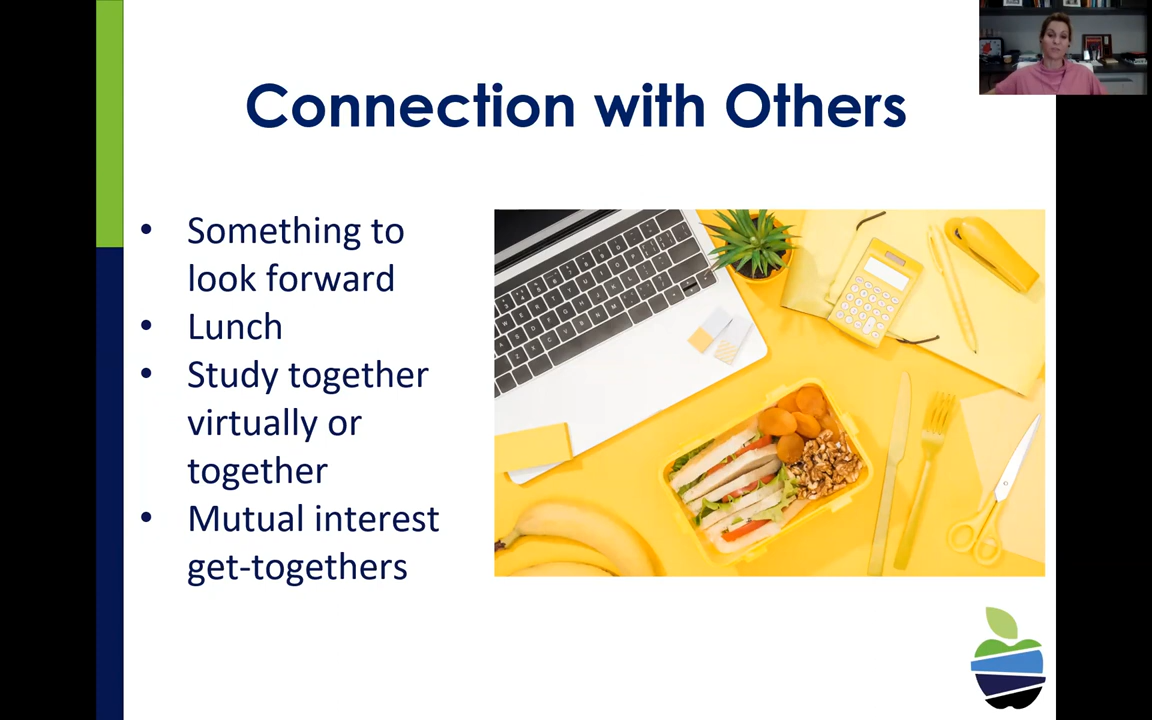 Connection with Others
• Something to
look forward
• Lunch
• Study together
virtually or
together
• Mutual interest
get-togethers